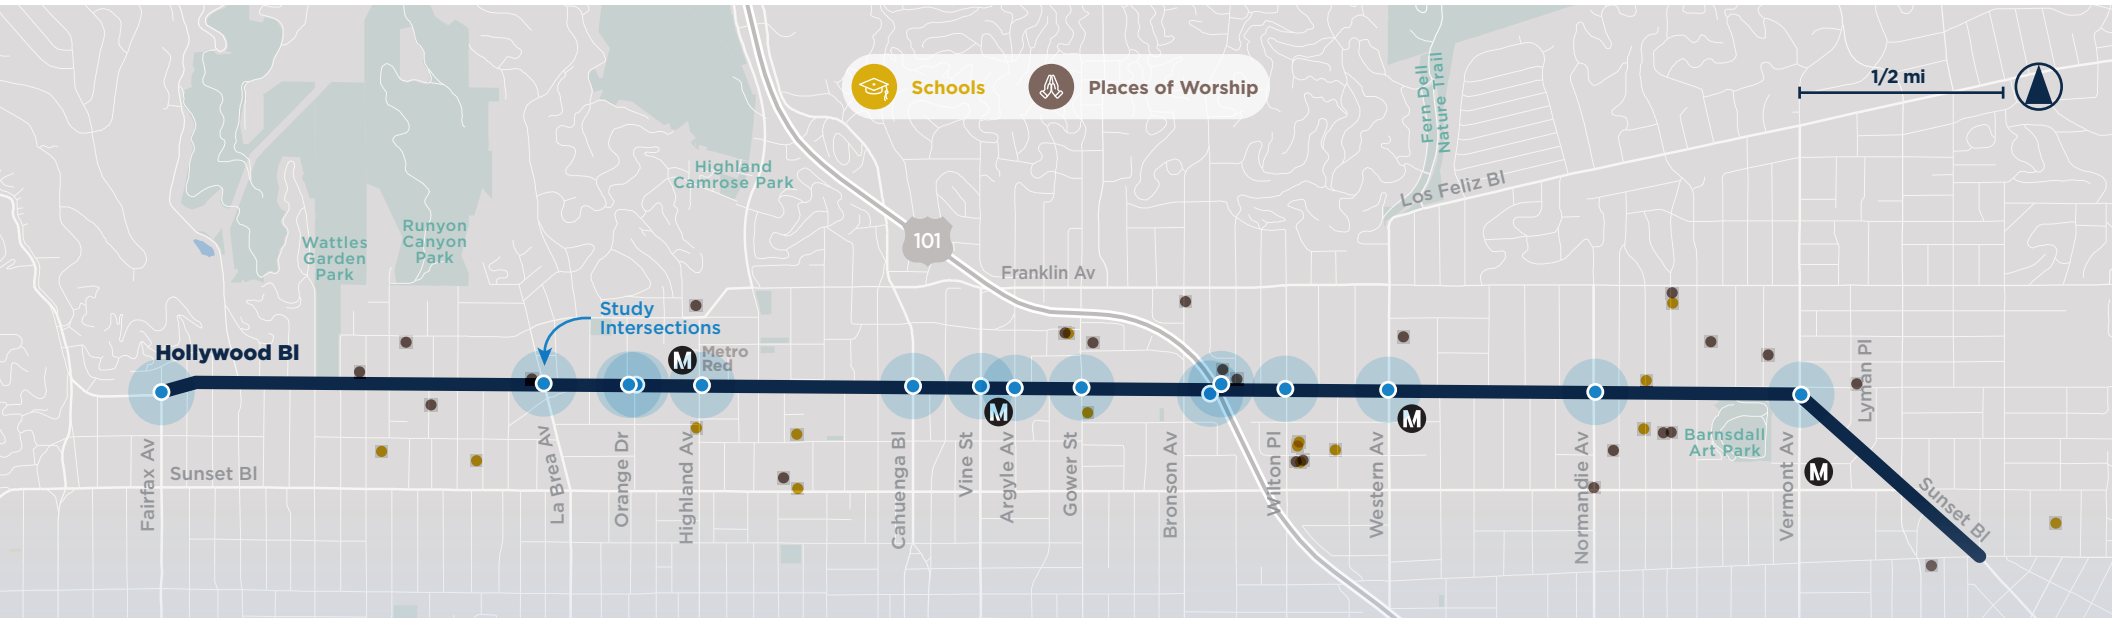 Schools
Places of Worship
1/2 mi
Fern Dell
Nature Trail
Highland
Camrose Park
Los Feliz Bl
Runyon
Canyon
Park
Wattles
Garden
Park
101
Franklin Av
Study
Intersections
Hollywood Bl
M
Metro
Red
M
M
M
Lyman Pl
Barnsdall
Art Park
Sunset Bl
Fairfax Av
La Brea Av
Orange Dr
Highland Av
Cahuenga Bl
Vine St
Argyle Av
Gower St
Bronson Av
Wilton Pl
Western Av
Normandie Av
Vermont Av
Sunset Bl